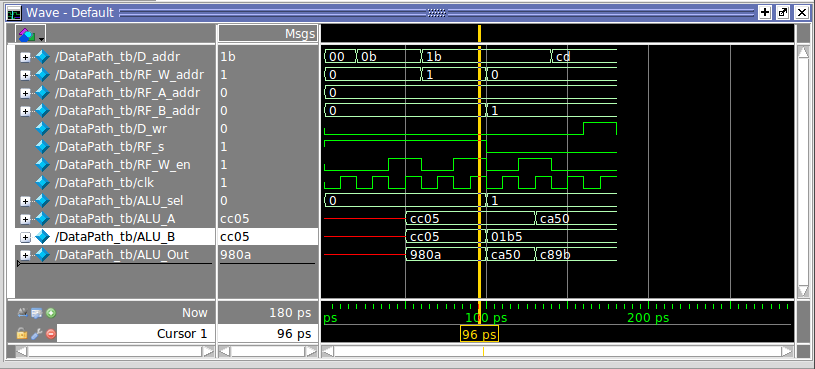 Wave - Default
Msgs
/DataPath_tb/D_addr 1b 00 0b 1b cd
/DataPath_tb/RF_W_addr 1 0 1 0
/DataPath_tb/RF_A_addr 0 0
/DataPath_tb/RF_B_addr 0 0 1
/DataPath_tb/D_wr 0
/DataPath_tb/RF_s 1
/DataPath_tb/RF_W_en 1
/DataPath_tb/clk 1
/DataPath_tb/ALU_sel 0 0 1
/DataPath_tb/ALU_A cc05 cc05 ca50
/DataPath_tb/ALU_B cc05 cc05 01b5
/DataPath_tb/ALU_Out 980a 980a ca50 c89b
Now 180 ps ps 100 ps 200 ps
Cursor 1 96 ps 96 ps